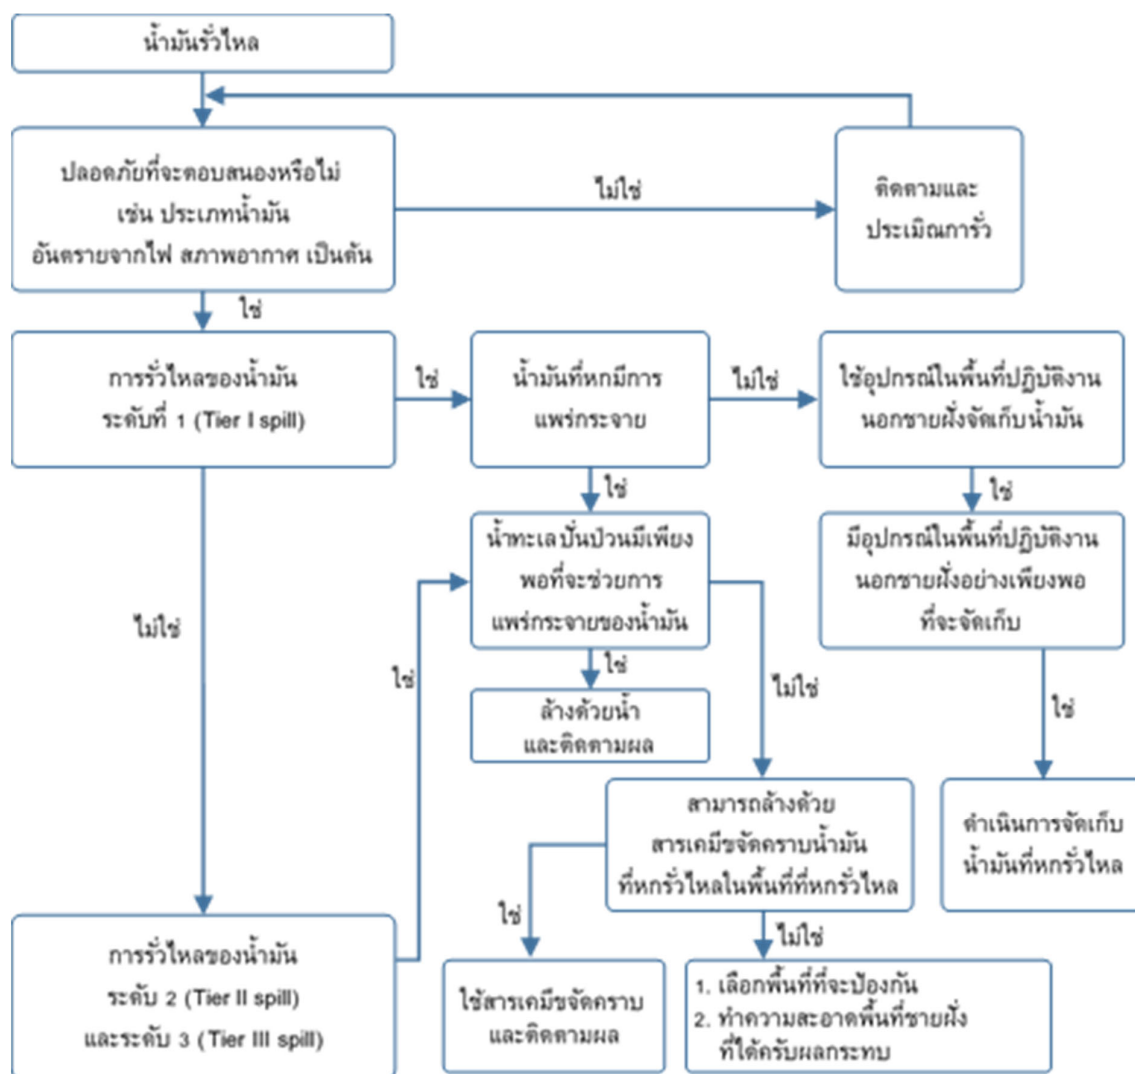 น้ำมันรั่วไหล
ปลอดภัยที่จะตอบสนองหรือไม่
เช่น ประเภทน้ำมัน
อันตรายจากไฟ สภาพอากาศ เป็นต้น
ไม่ใช่
ติดตามและ
ประเมิณการั่ว
ใช่
การรั่วไหลของน้ำมัน
ระดับที่ 1 (Tier I spill)
ใช่
น้ำมันที่หกมีการ
แพร่กระจาย
ไม่ใช่
ใช้อุปกรณ์ในพื้นที่ปฏิบัติงาน
นอกชายฝั่งจัดเก็บน้ำมัน
ใช่
ใช่
น้ำทะเลปั่นป่วนมีเพียง
พอที่จะช่วยการ
แพร่กระจายของน้ำมัน
มีอุปกรณ์ในพื้นที่ปฏิบัติงาน
นอกชายฝั่งอย่างเพียงพอ
ที่จะจัดเก็บ
ไม่ใช่
ใช่
ใช่
ไม่ใช่
ใช่
ล้างด้วยน้ำ
และติดตามผล
สามารถล้างด้วย
สารเคมีขจัดคราบน้ำมัน
ที่หกรั่วไหลในพื้นที่ที่หกรั่วไหล
ดำเนินการจัดเก็บ
น้ำมันที่หกรั่วไหล
ใช่
ไม่ใช่
การรั่วไหลของน้ำมัน
ระดับ 2 (Tier II spill)
และระดับ 3 (Tier III spill)
ใช้สารเคมีขจัดคราบ
และติดตามผล
1. เลือกพื้นที่ที่จะป้องกัน
2. ทำความสะอาดพื้นที่ชายฝั่ง
ที่ได้ครับผลกระทบ